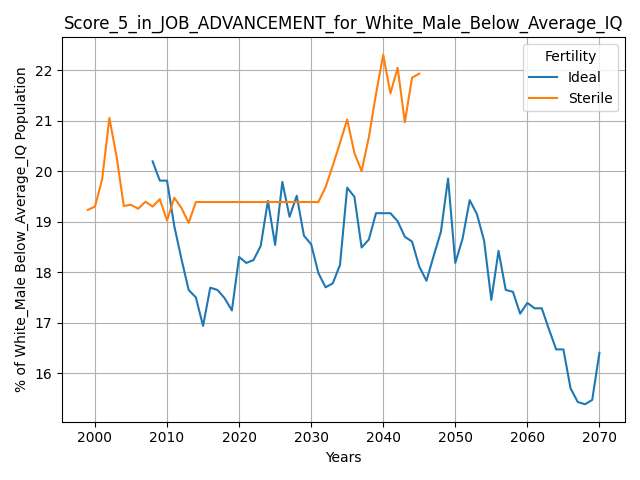 Score_5_in_JOB_ADVANCEMENT_for_White_Male_Below_Average_IQ
% of White_Male Below_Average_IQ Population
22
21
20
19
18
17
16
Fertility
Ideal
Sterile
2000 2010 2020 2030 2040 2050 2060 2070
Years